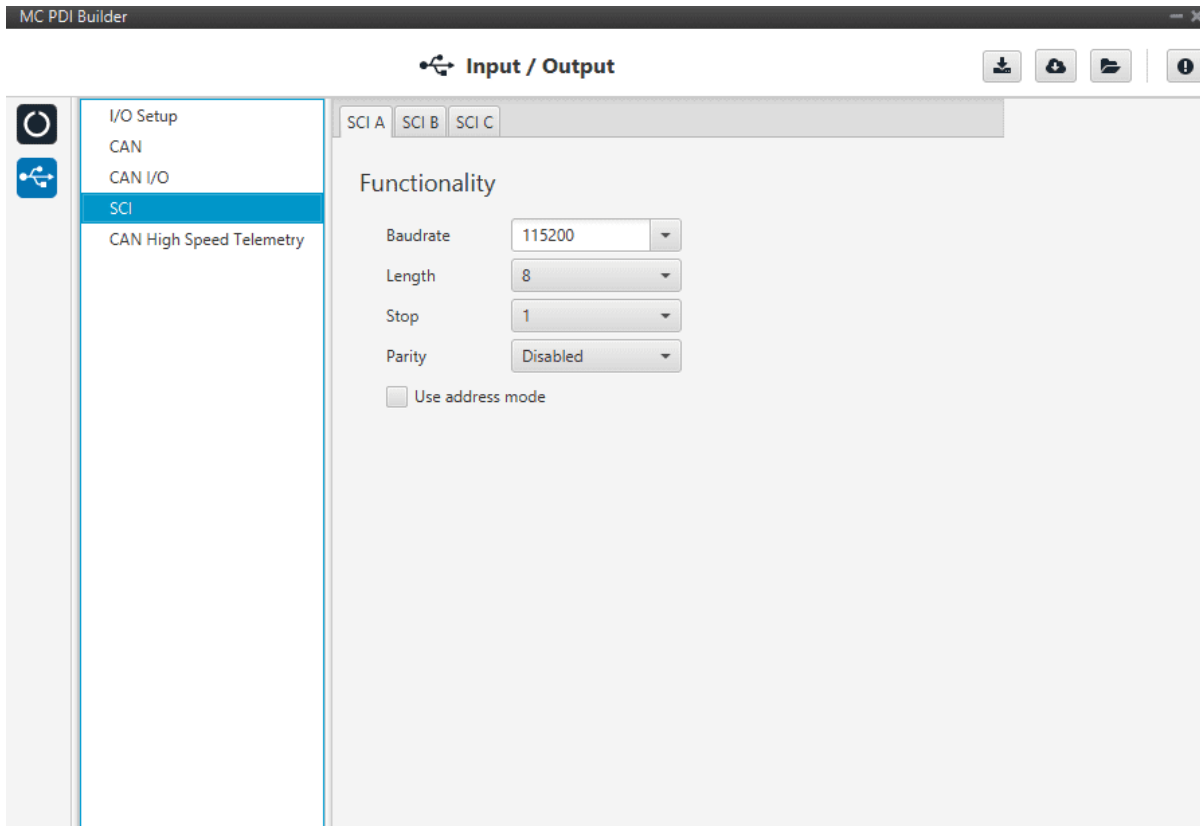 MC PDI Builder
Input / Output
I/O Setup
CAN
CAN I/O
SCI
CAN High Speed Telemetry
SCI A SCI B SCI C
Functionality
Baudrate 115200
Length 8
Stop 1
Parity Disabled
Use address mode